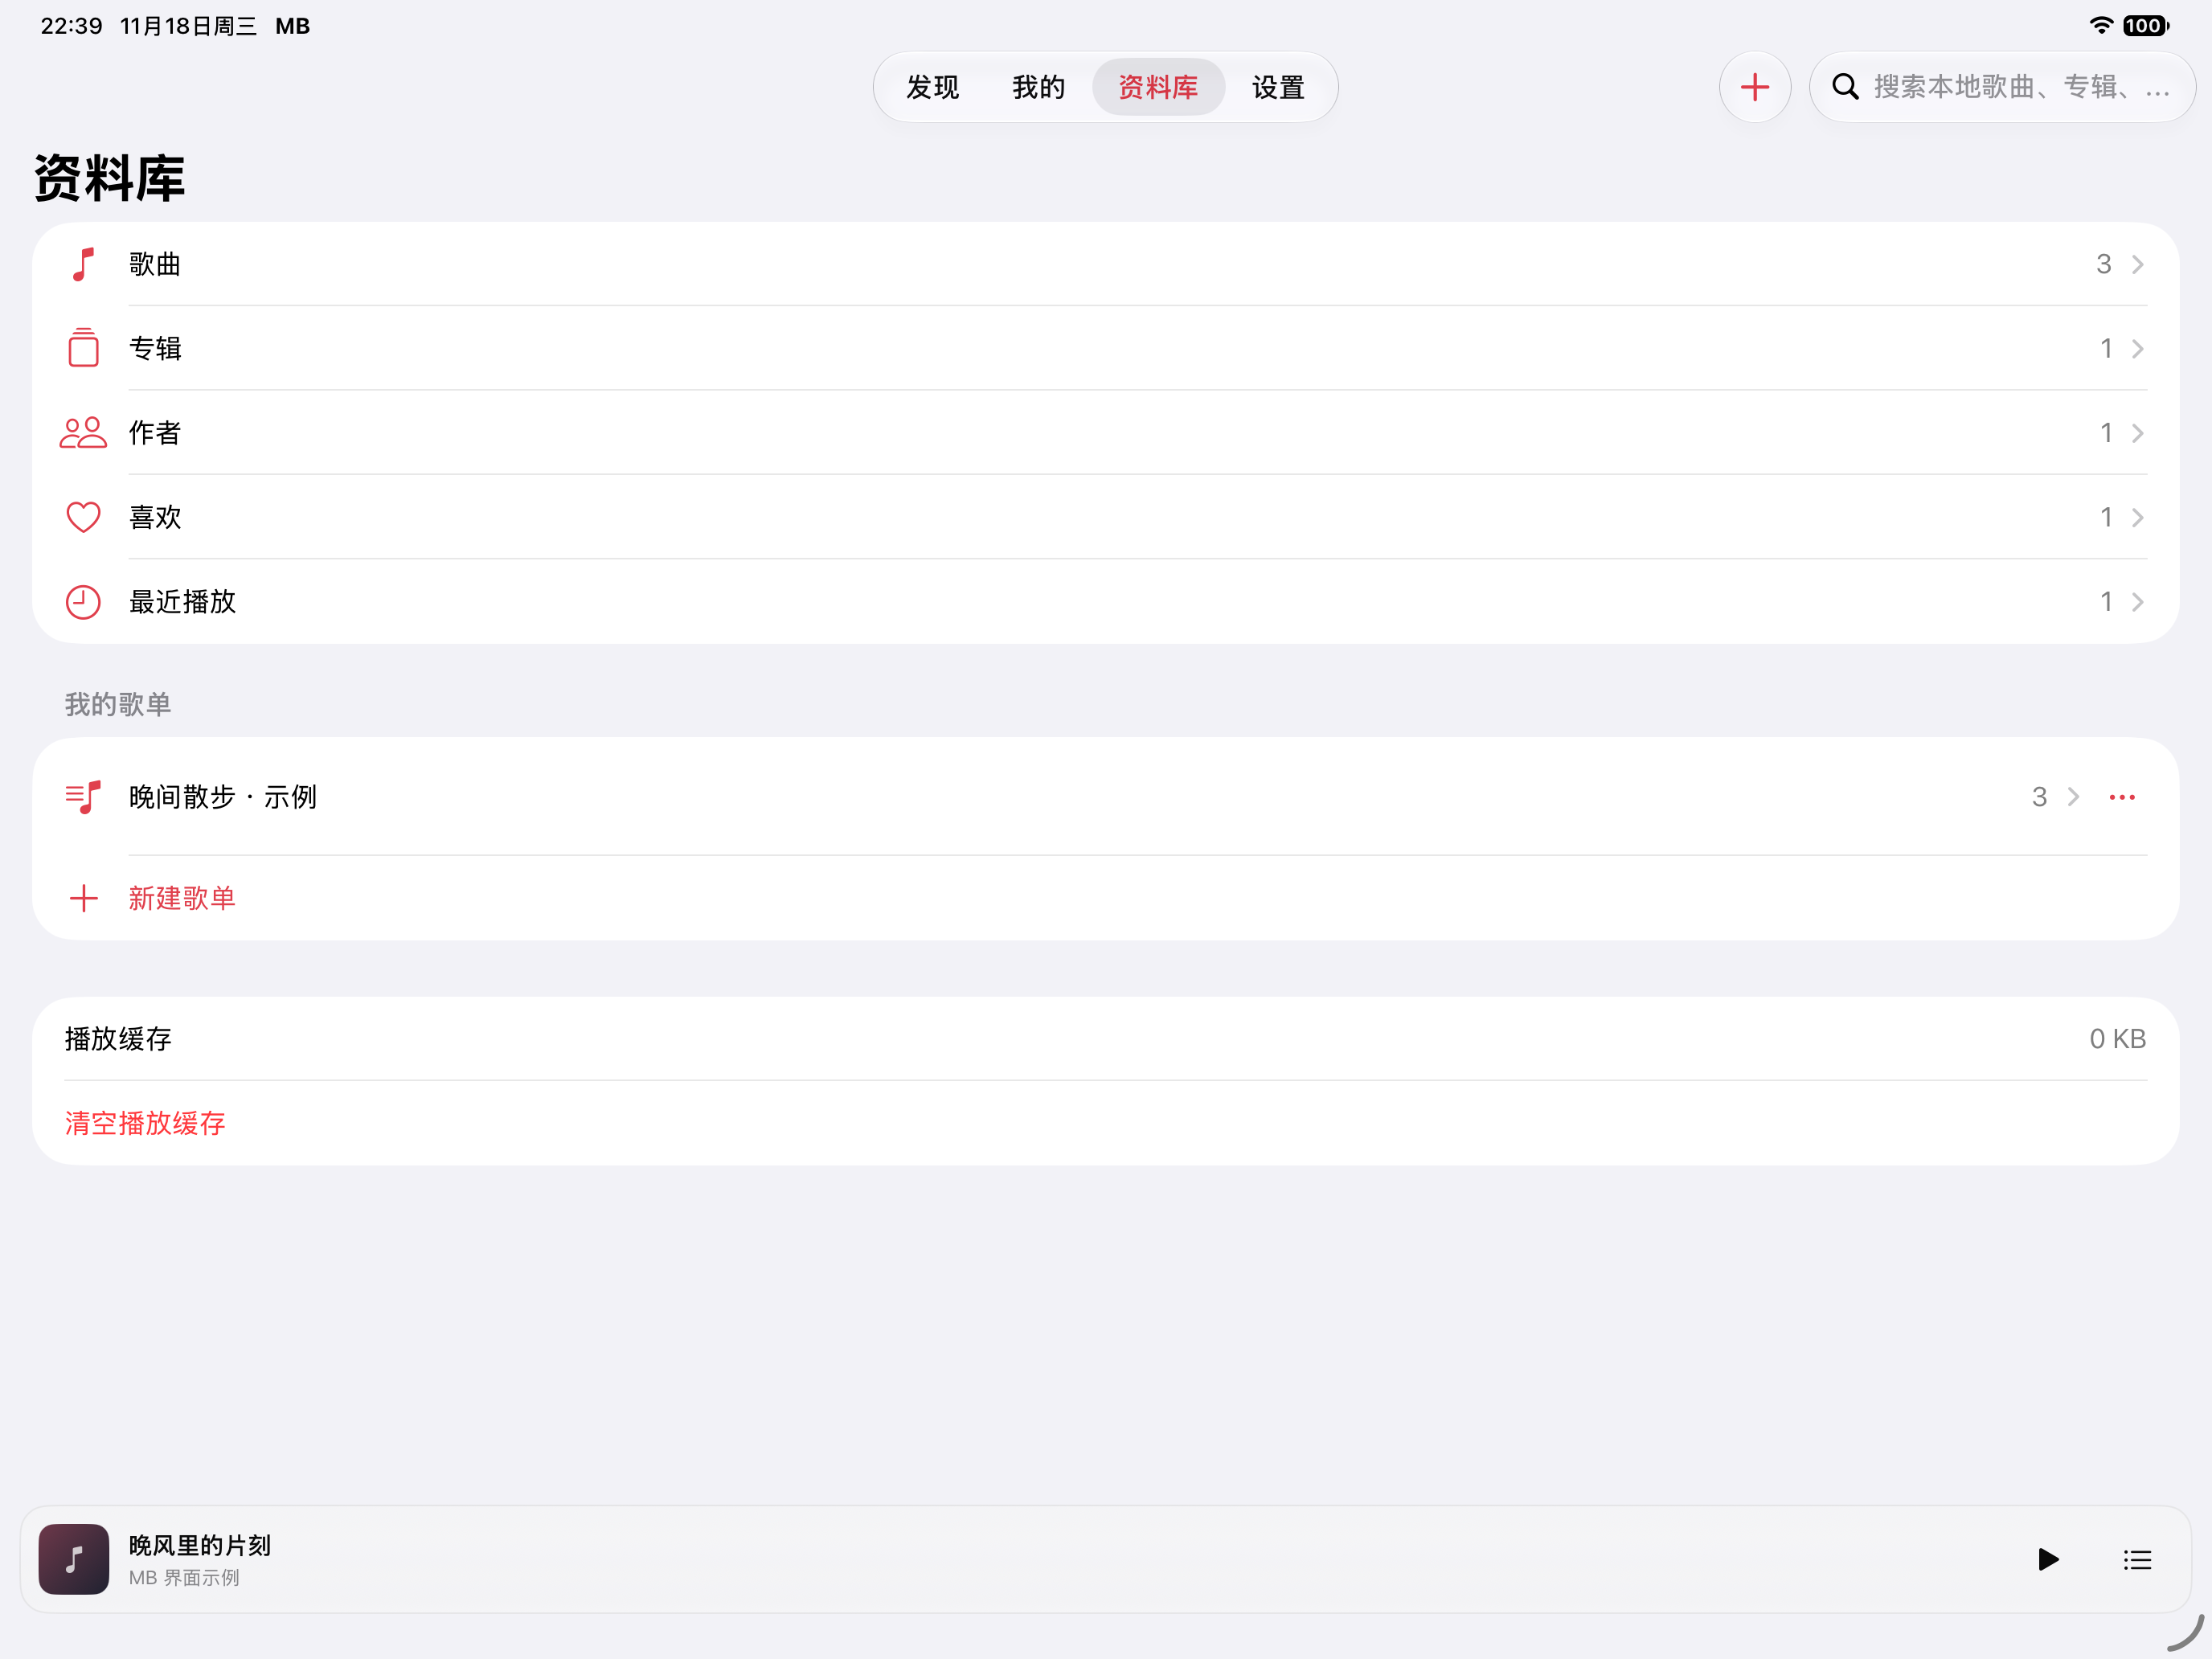 22:39 11月18日周三 MB
100
发现 我的 资料库 设置
搜索本地歌曲、专辑、...
资料库
歌曲 3
专辑 1
作者 1
喜欢 1
最近播放 1
我的歌单
晚间散步 · 示例 3
新建歌单
播放缓存 0 KB
清空播放缓存
晚风里的片刻
MB 界面示例